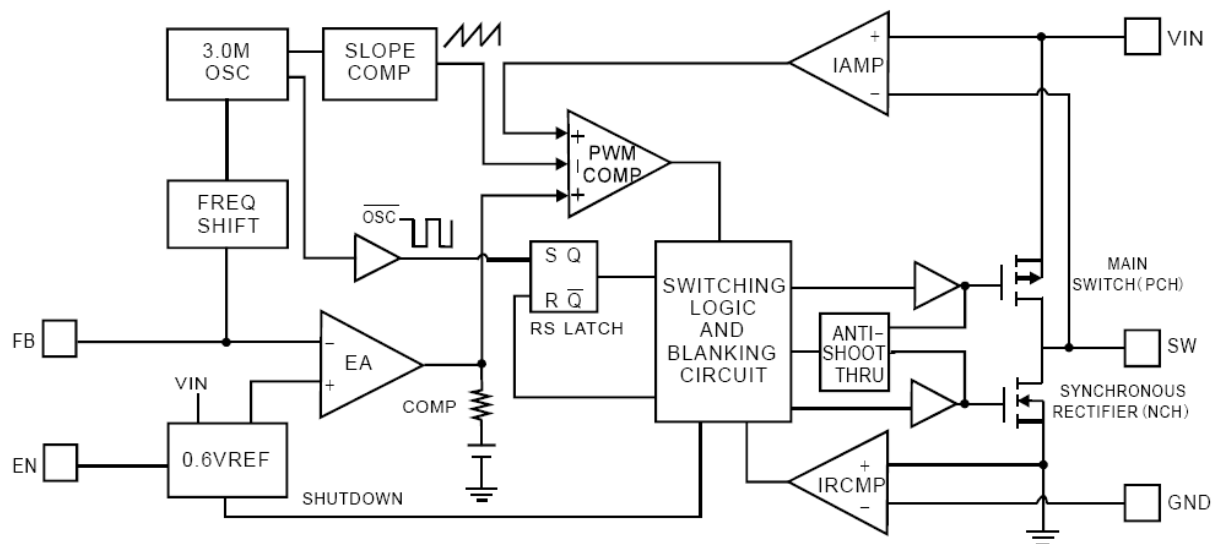 3.0M
OSC
SLOPE
COMP
+
IAMP
−
VIN
+
−
+
PWM
COMP
FREQ
SHIFT
OSC
S Q
R Q
RS LATCH
SWITCHING
LOGIC
AND
BLANKING
CIRCUIT
ANTI-
SHOOT
THRU
MAIN
SWITCH(PCH)
FB
−
EA
+
SW
VIN
COMP
SYNCHRONOUS
RECTIFIER(NCH)
EN
0.6VREF
SHUTDOWN
+
IRCMP
−
GND